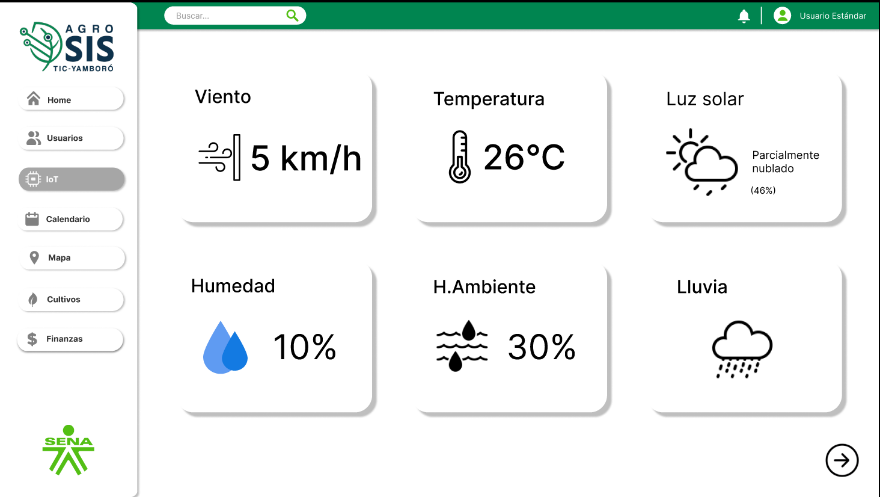 AGRO
SIS
TIC-YAMBORÓ
Buscar...
Usuario Estándar
Home
Usuarios
IoT
Calendario
Mapa
Cultivos
Finanzas
SENA
Viento
5 km/h
Temperatura
26°C
Luz solar
Parcialmente
nublado
(46%)
Humedad
10%
H.Ambiente
30%
Lluvia